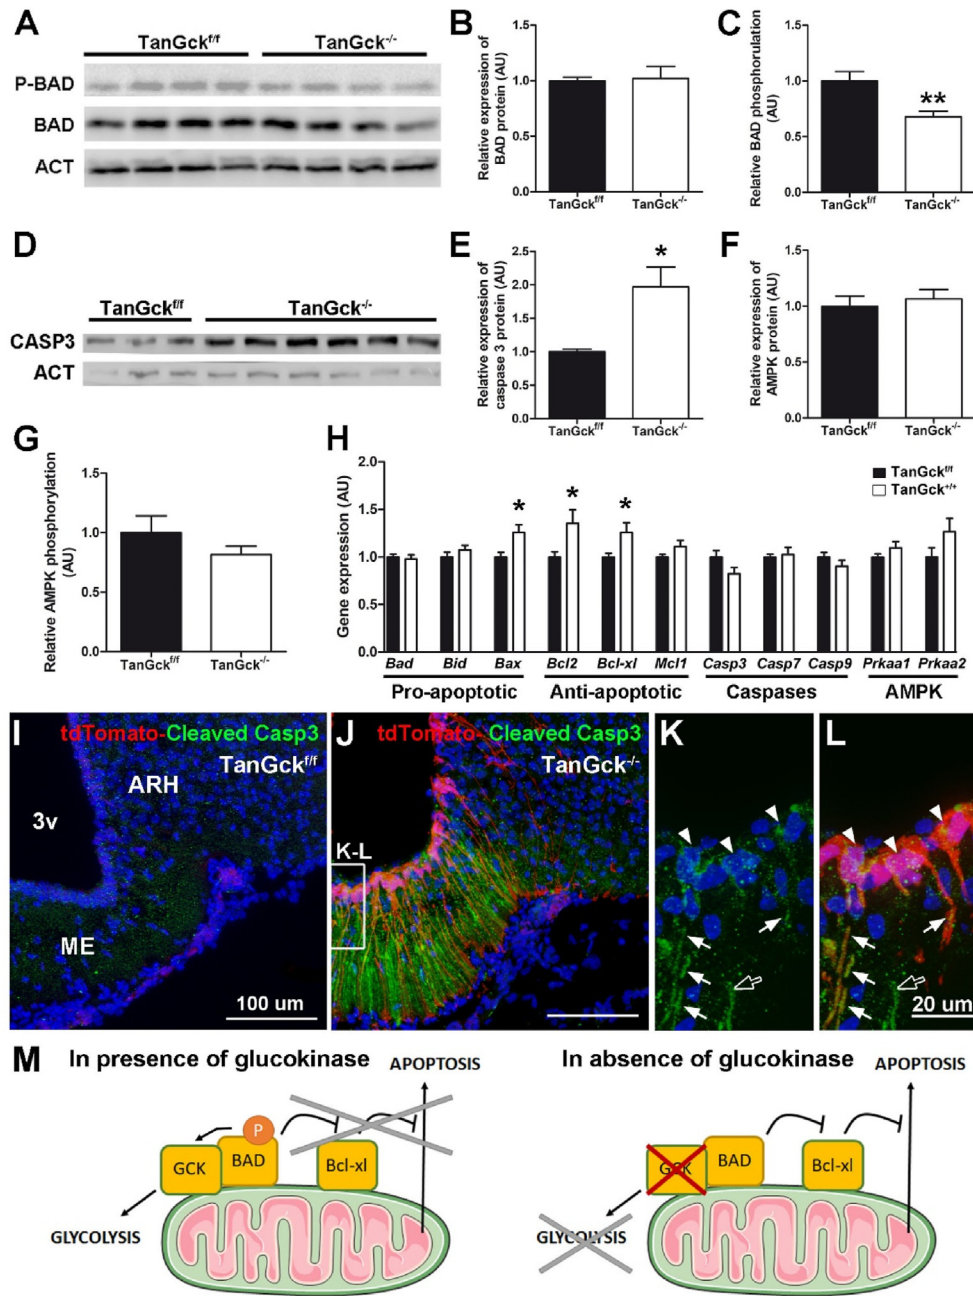 A
TanGck^f/f TanGck^-/-
P-BAD
BAD
ACT
B
Relative expression of
BAD protein (AU)
1.5
1.0
0.5
0.0
TanGck^f/f TanGck^-/-
C
Relative BAD phosphorulation
(AU)
1.5
1.0
0.5
0.0
**
TanGck^f/f TanGck^-/-
D
TanGck^f/f TanGck^-/-
CASP3
ACT
E
Relative expression of
caspase 3 protein (AU)
2.5
2.0
1.5
1.0
0.5
0.0
*
TanGck^f/f TanGck^-/-
F
Relative expression of
AMPK protein (AU)
1.5
1.0
0.5
0.0
TanGck^f/f TanGck^-/-
G
Relative AMPK phosphorylation
(AU)
1.5
1.0
0.5
0.0
TanGck^f/f TanGck^-/-
H
Gene expression (AU)
2.0
1.5
1.0
0.5
0.0
* * *
TanGck^f/f
TanGck^+/+
Bad Bid Bax Bcl2 Bcl-xl Mcl1 Casp3 Casp7 Casp9 Prkaa1 Prkaa2
Pro-apoptotic Anti-apoptotic Caspases AMPK
I
tdTomato-Cleaved Casp3
TanGck^f/f
ARH
3v
ME
100 um
J
tdTomato-Cleaved Casp3
TanGck^-/-
K-L
K
L
20 um
M
In presence of glucokinase
APOPTOSIS
P
GCK
BAD
Bcl-xl
GLYCOLYSIS
In absence of glucokinase
APOPTOSIS
GCK
BAD
Bcl-xl
GLYCOLYSIS